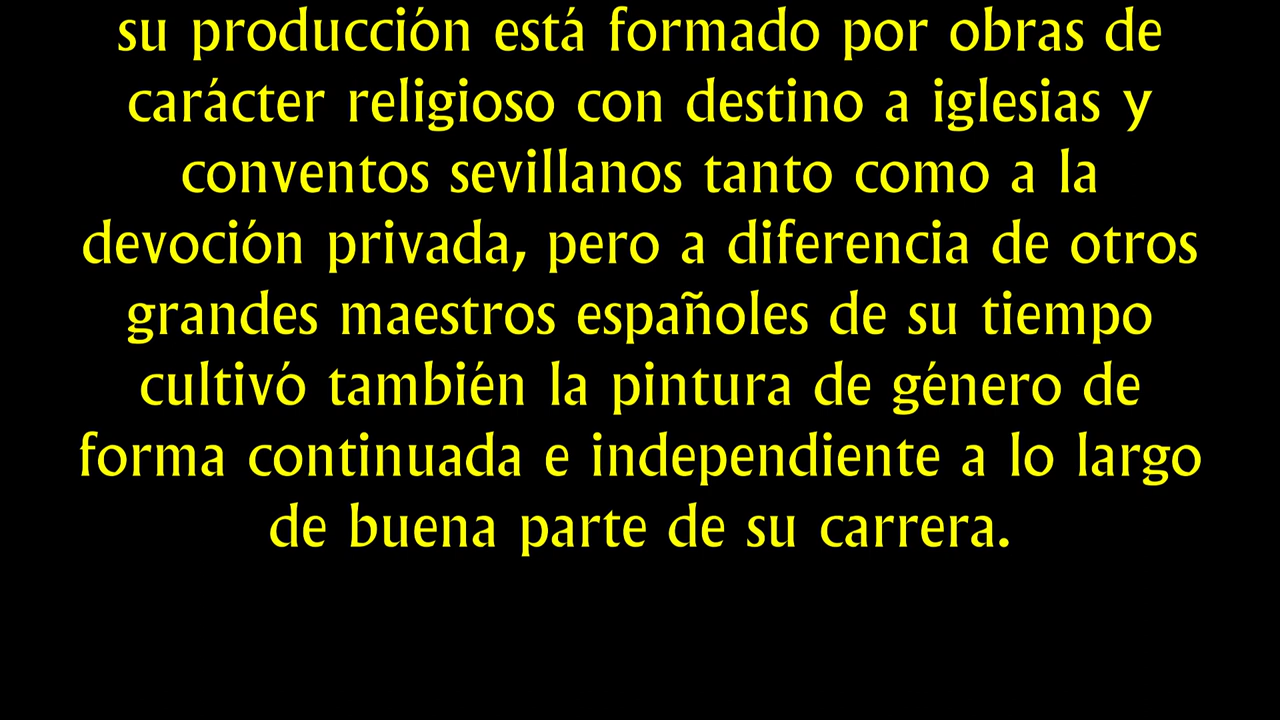 su producción está formado por obras de
carácter religioso con destino a iglesias y
conventos sevillanos tanto como a la
devoción privada, pero a diferencia de otros
grandes maestros españoles de su tiempo
cultivó también la pintura de género de
forma continuada e independiente a lo largo
de buena parte de su carrera.